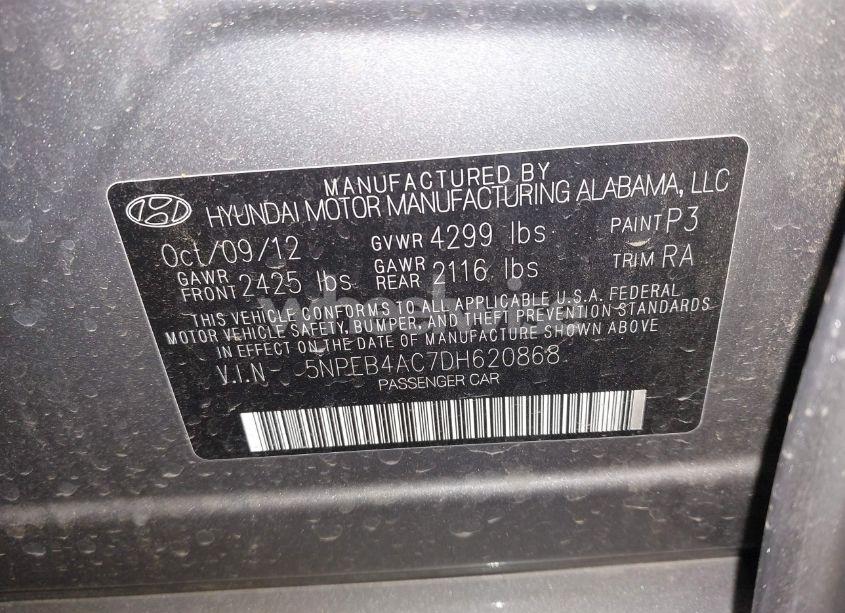 MANUFACTURED BY
HYUNDAI MOTOR MANUFACTURING ALABAMA, LLC
Oct/09/12 GVWR 4299 lbs PAINT P3
GAWR FRONT 2425 lbs GAWR REAR 2116 lbs TRIM RA
THIS VEHICLE CONFORMS TO ALL APPLICABLE U.S.A. FEDERAL
MOTOR VEHICLE SAFETY, BUMPER, AND THEFT PREVENTION STANDARDS
IN EFFECT ON THE DATE OF MANUFACTURE SHOWN ABOVE
V.I.N 5NPEB4AC7DH620868
PASSENGER CAR